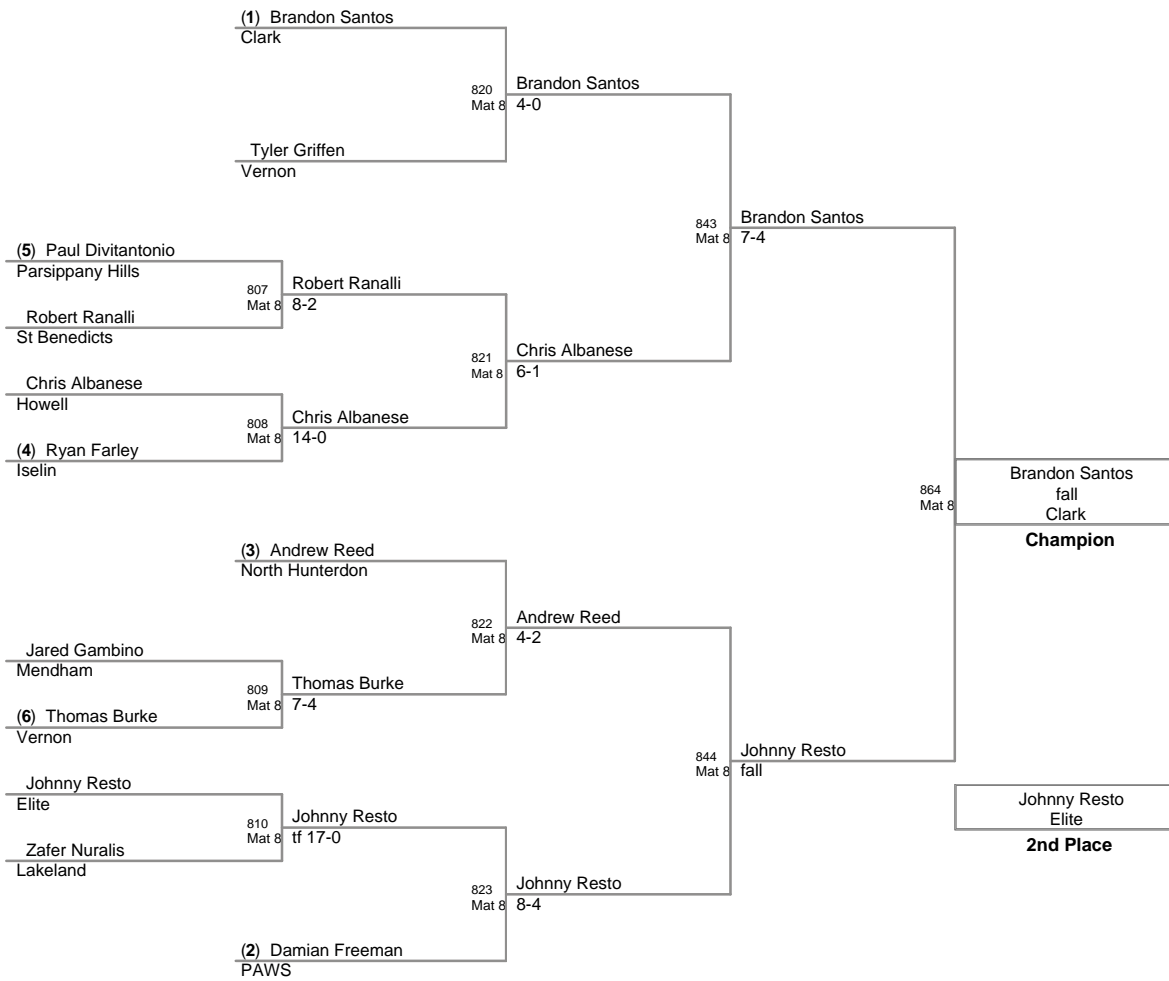 (1) Brandon Santos
Clark
820
Mat 8
Brandon Santos
4-0
Tyler Griffen
Vernon
843
Mat 8
Brandon Santos
7-4
(5) Paul Divitantonio
Parsippany Hills
807
Mat 8
Robert Ranalli
8-2
Robert Ranalli
St Benedicts
821
Mat 8
Chris Albanese
6-1
Chris Albanese
Howell
808
Mat 8
Chris Albanese
14-0
(4) Ryan Farley
Iselin
864
Mat 8
Brandon Santos
fall
Clark
Champion
(3) Andrew Reed
North Hunterdon
822
Mat 8
Andrew Reed
4-2
Jared Gambino
Mendham
809
Mat 8
Thomas Burke
7-4
(6) Thomas Burke
Vernon
844
Mat 8
Johnny Resto
fall
Johnny Resto
Elite
810
Mat 8
Johnny Resto
tf 17-0
Zafer Nuralis
Lakeland
823
Mat 8
Johnny Resto
8-4
(2) Damian Freeman
PAWS
Johnny Resto
Elite
2nd Place